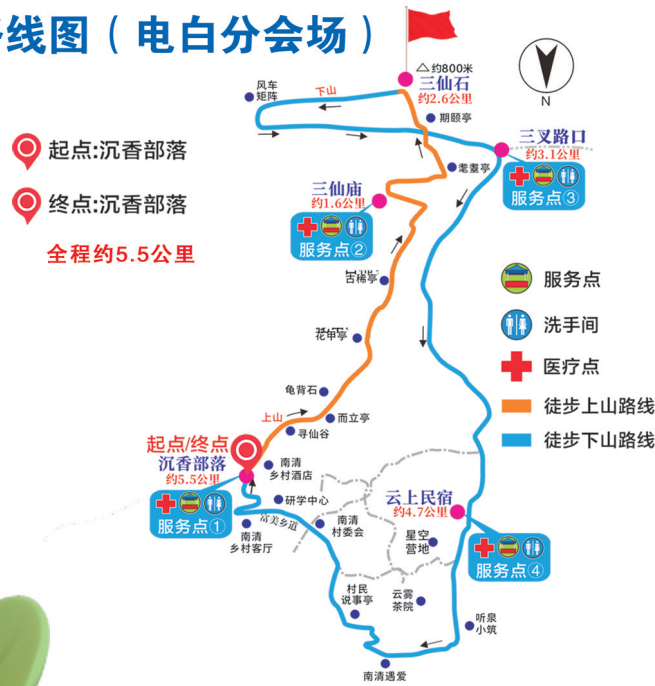 线图（电白分会场）
N
△约800米
三仙石
约2.6公里
风车
矩阵
下山
期颐亭
三叉路口
约3.1公里
服务点③
起点:沉香部落
终点:沉香部落
全程约5.5公里
耄耋亭
三仙庙
约1.6公里
服务点②
古稀亭
花甲亭
服务点
洗手间
医疗点
徒步上山路线
徒步下山路线
龟背石
上山
而立亭
寻仙谷
起点/终点
沉香部落
约5.5公里
服务点①
南清
乡村酒店
研学中心
富美乡道
南清
乡村客厅
南清
村委会
云上民宿
约4.7公里
星空
营地
服务点④
村民
说事亭
云雾
茶院
听泉
小筑
南清遇爱